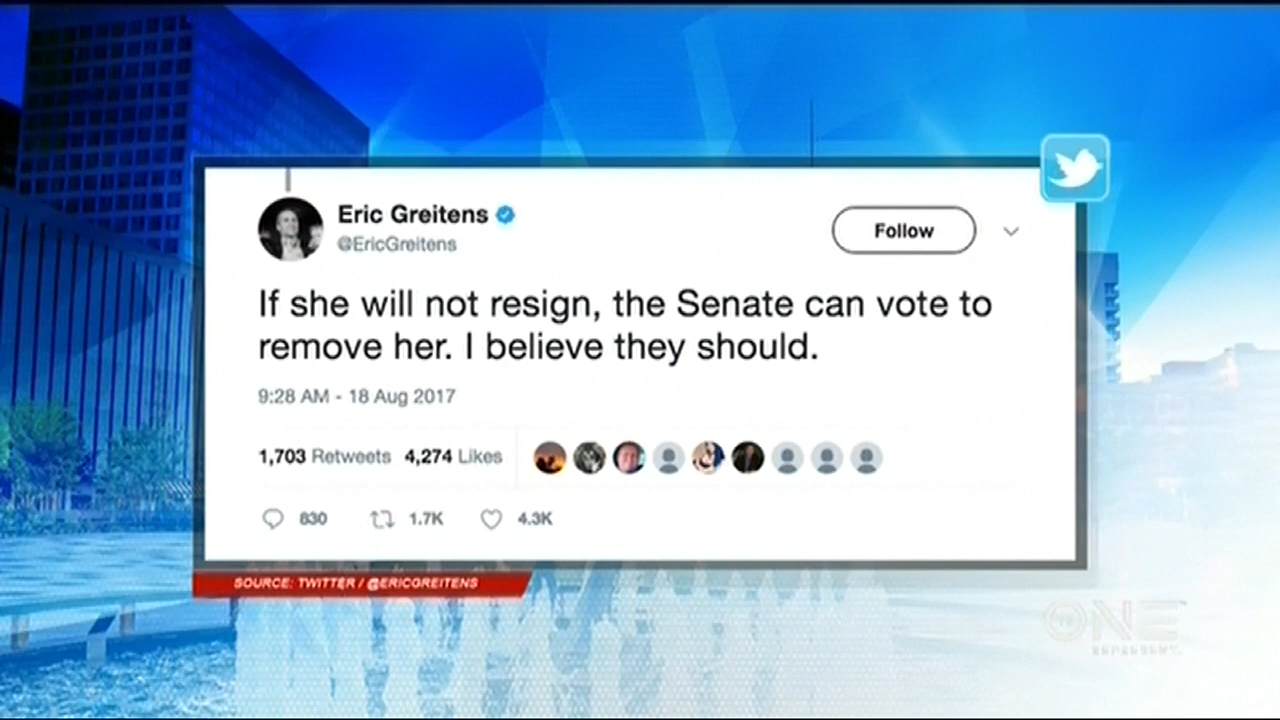 Eric Greitens
@EricGreitens
Follow
If she will not resign, the Senate can vote to
remove her. I believe they should.
9:28 AM - 18 Aug 2017
1,703 Retweets 4,274 Likes
830 1.7K 4.3K
SOURCE: TWITTER / @ERICGREITENS
ONE
REPRESENT.